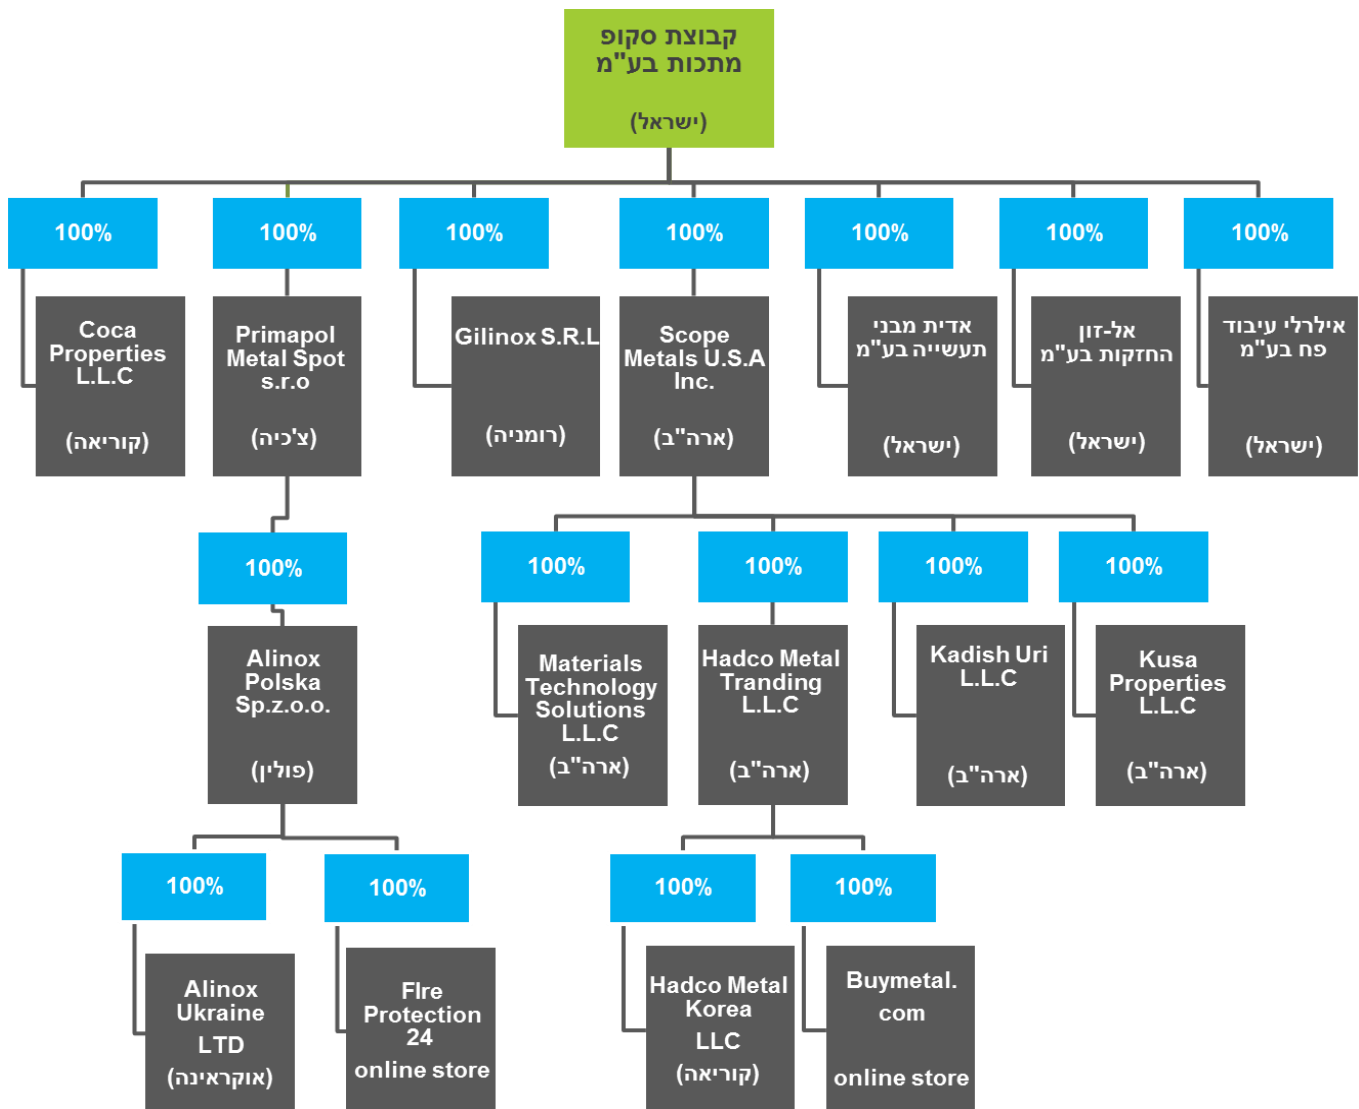 קבוצת סקופ
מתכות בע"מ
(ישראל)
100%
100%
100%
100%
100%
100%
100%
Coca
Properties
L.L.C
(קוריאה)
Primapol
Metal Spot
s.r.o
(צ'כיה)
Gilinox S.R.L
(רומניה)
Scope
Metals U.S.A
Inc.
(ארה"ב)
אדית מבני
תעשייה בע"מ
(ישראל)
אל-זון
החזקות בע"מ
(ישראל)
אילרלי עיבוד
פח בע"מ
(ישראל)
100%
100%
100%
100%
100%
Alinox
Polska
Sp.z.o.o.
(פולין)
Materials
Technology
Solutions
L.L.C
(ארה"ב)
Hadco Metal
Tranding
L.L.C
(ארה"ב)
Kadish Uri
L.L.C
(ארה"ב)
Kusa
Properties
L.L.C
(ארה"ב)
100%
100%
100%
100%
Alinox
Ukraine
LTD
(אוקראינה)
FIre
Protection
24
online store
Hadco Metal
Korea
LLC
(קוריאה)
Buymetal.
com
online store